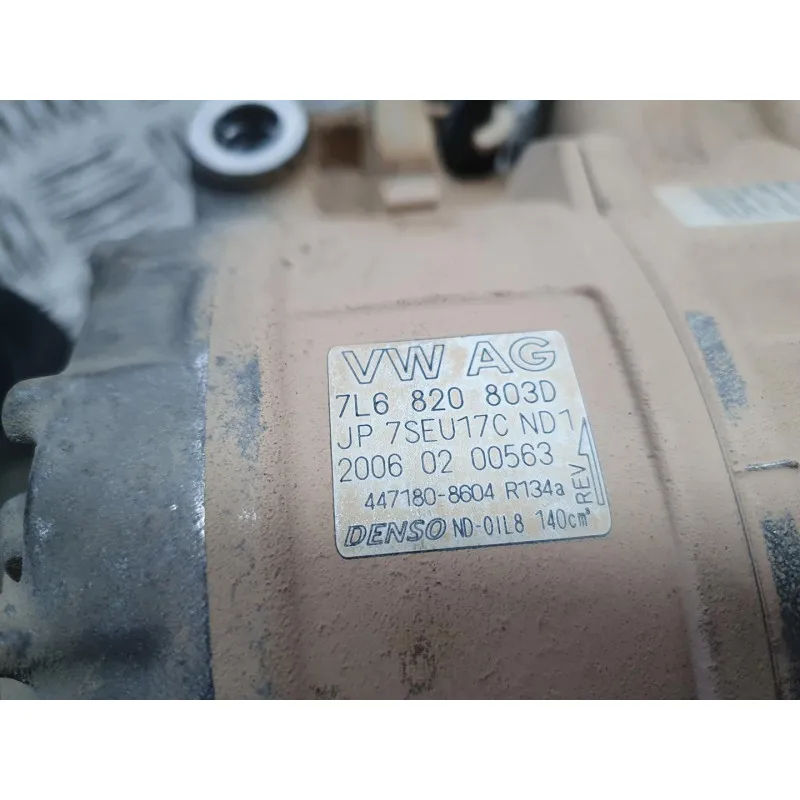 VW AG
7L6 820 803D
JP 7SEU17C ND1
2006 02 00563
447180-8604 R134a
REV
DENSO ND-OIL8 140cm³